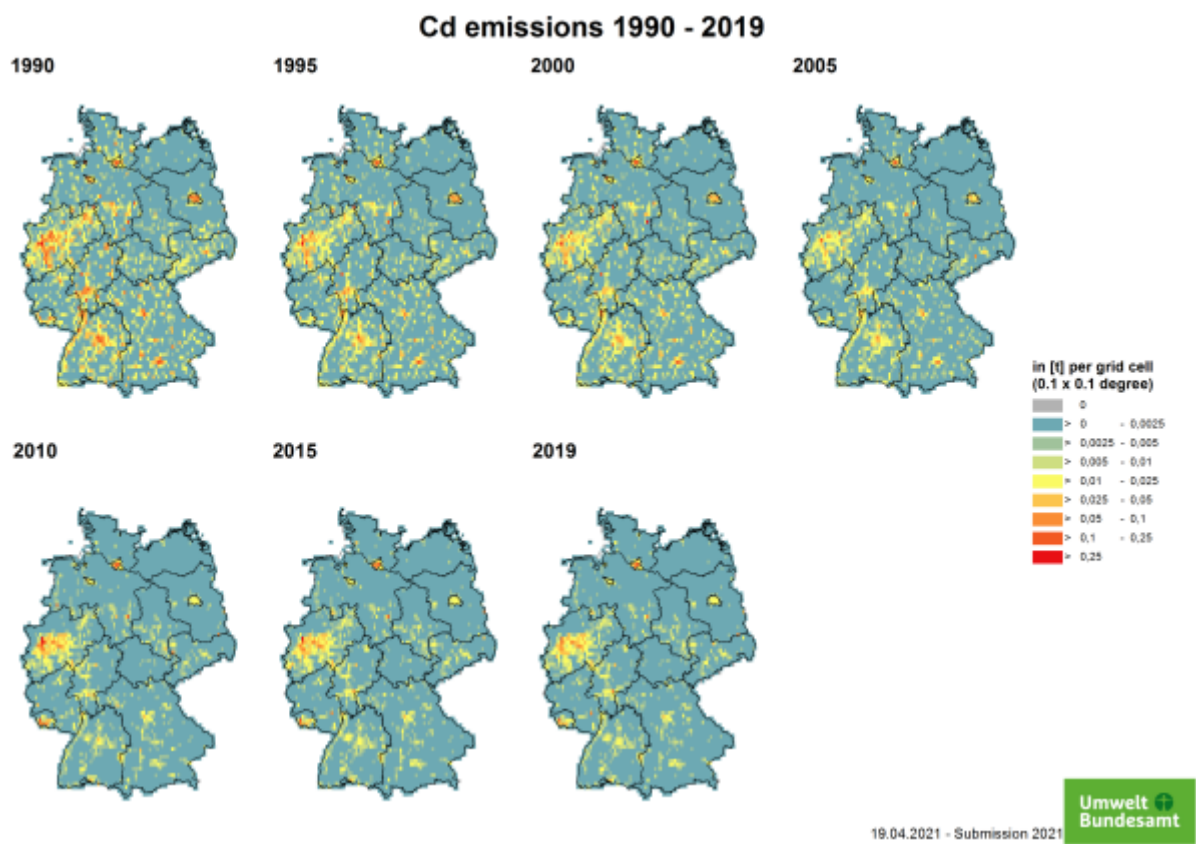 Cd emissions 1990 - 2019
1990
1995
2000
2005
2010
2015
2019
in [t] per grid cell
(0.1 x 0.1 degree)
0
> 0 - 0,0025
> 0,0025 - 0,005
> 0,005 - 0,01
> 0,01 - 0,025
> 0,025 - 0,05
> 0,05 - 0,1
> 0,1 - 0,25
> 0,25
19.04.2021 - Submission 2021
Umwelt
Bundesamt